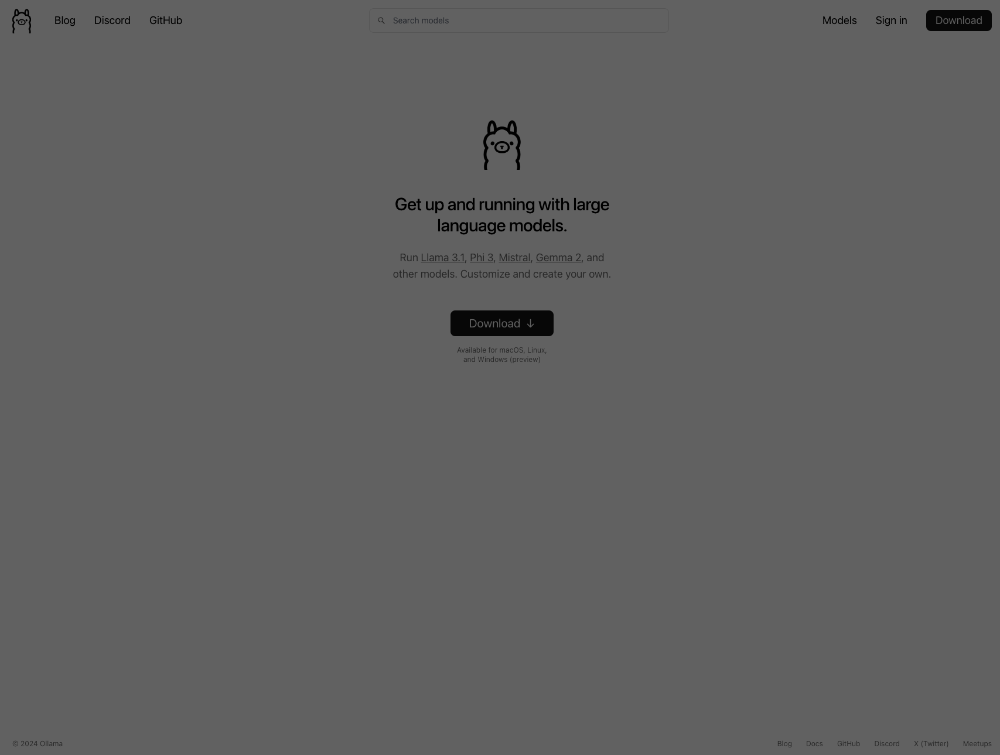 Blog
Discord
GitHub
Search models
Models
Sign in
Download
Get up and running with large
language models.
Run Llama 3.1, Phi 3, Mistral, Gemma 2, and
other models. Customize and create your own.
Download ↓
Available for macOS, Linux,
and Windows (preview)
© 2024 Ollama
Blog
Docs
GitHub
Discord
X (Twitter)
Meetups